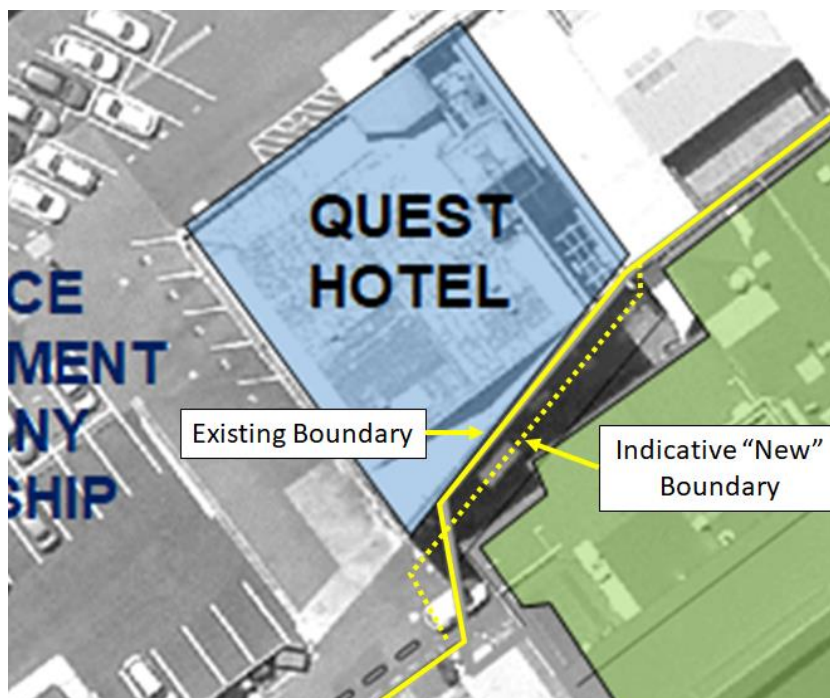 QUEST
HOTEL
CE
MENT
NY
SHIP
Existing Boundary
Indicative “New”
Boundary